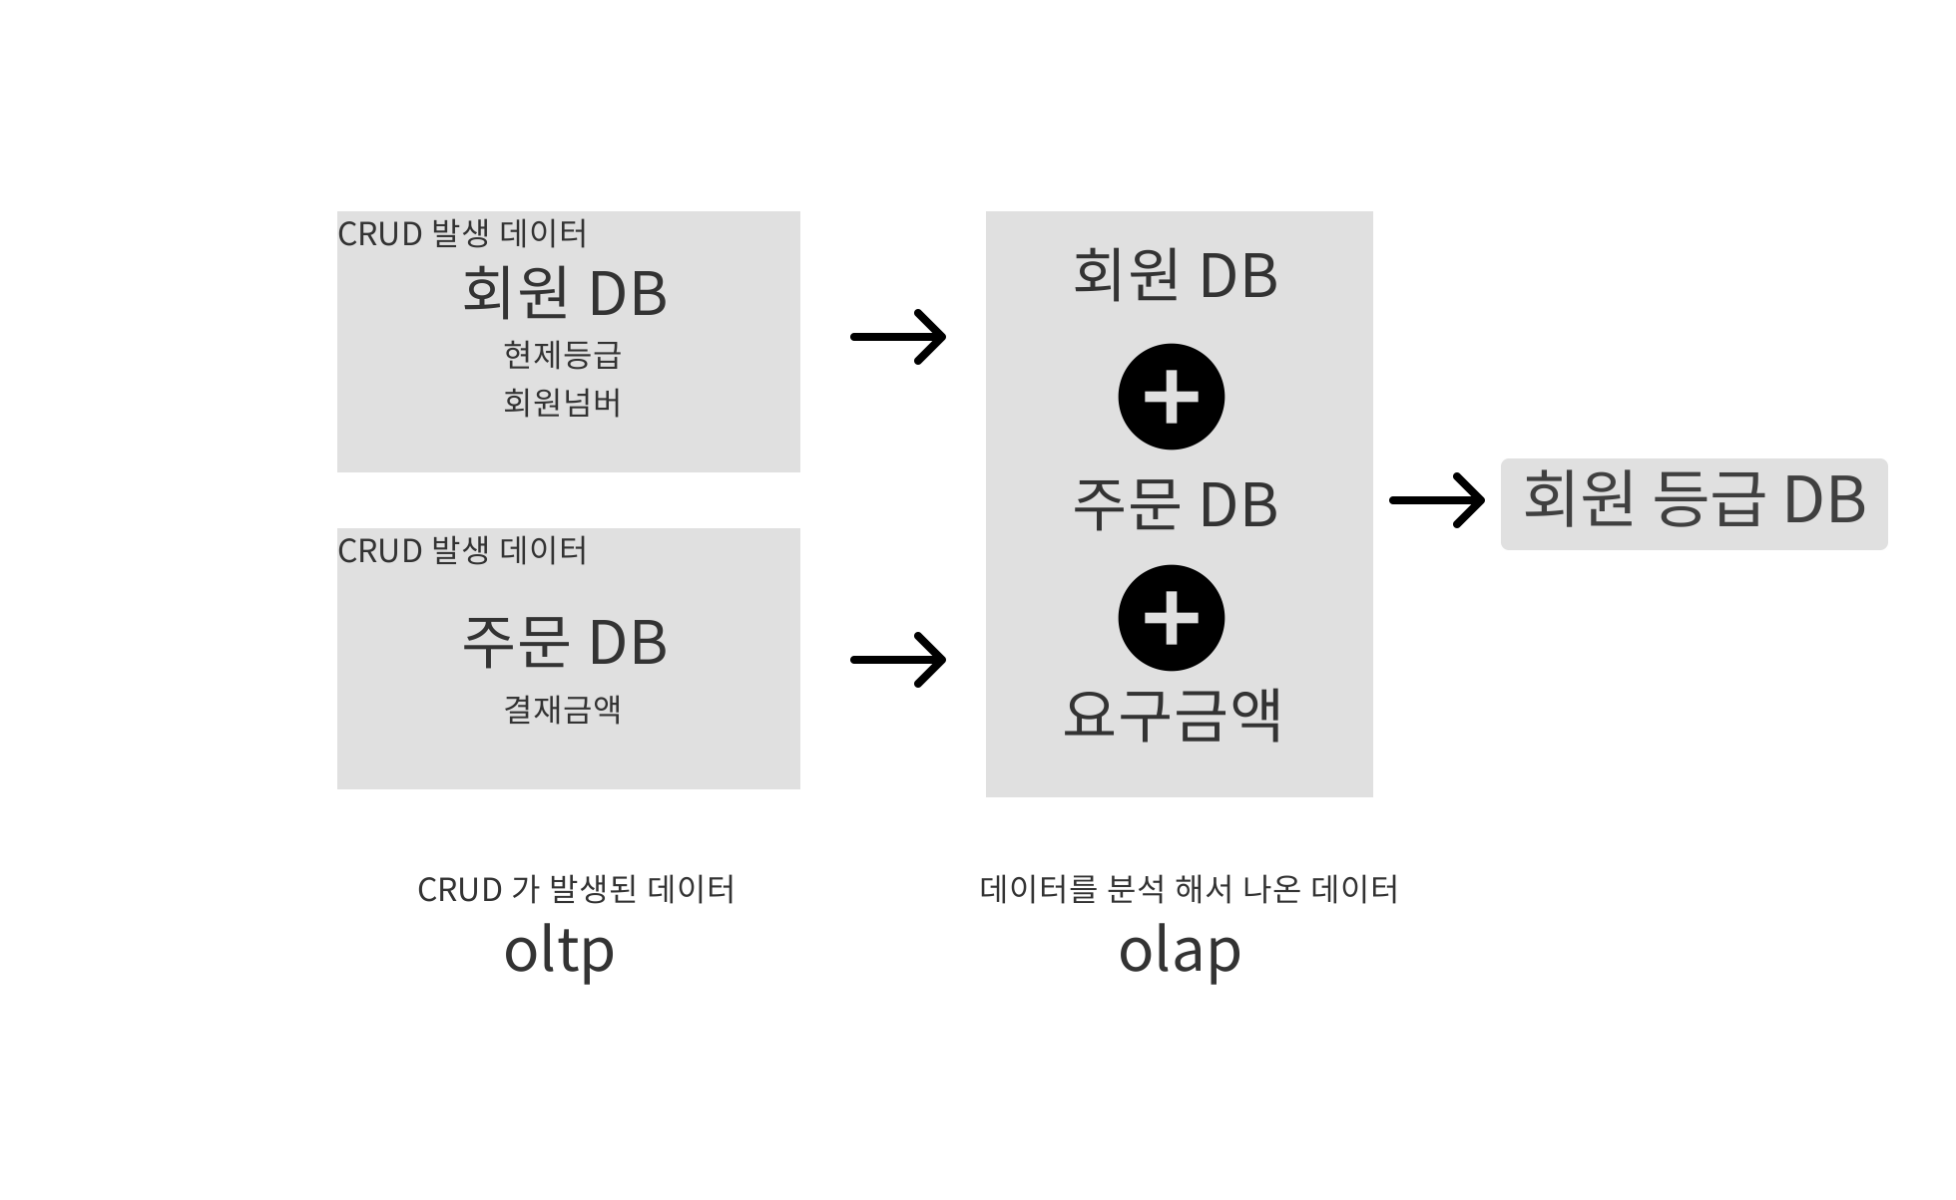 CRUD 발생 데이터
회원 DB
현제등급
회원넘버
CRUD 발생 데이터
주문 DB
결재금액
회원 DB
주문 DB
요구금액
회원 등급 DB
CRUD 가 발생된 데이터
oltp
데이터를 분석 해서 나온 데이터
olap